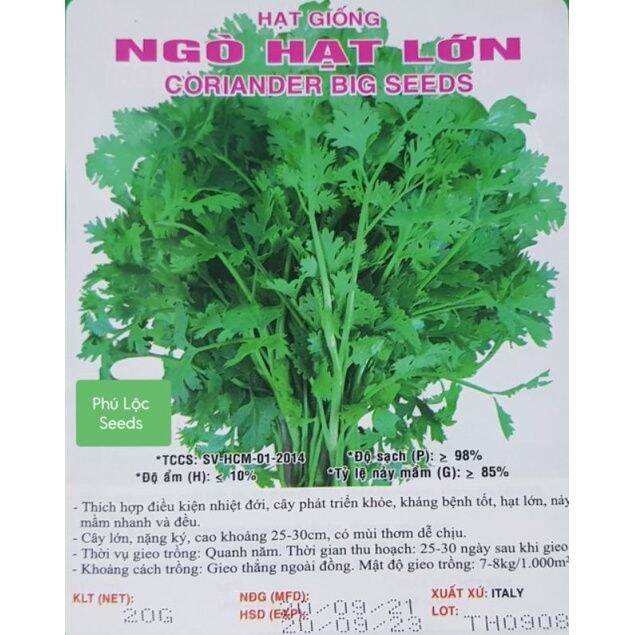 HẠT GIỐNG
NGÒ HẠT LỚN
CORIANDER BIG SEEDS
Phú Lộc
Seeds
*TCCS: SV-HCM-01-2014 *Độ sạch (P): ≥ 98%
*Độ ẩm (H): ≤ 10% *Tỷ lệ nảy mầm (G): ≥ 85%
- Thích hợp điều kiện nhiệt đới, cây phát triển khỏe, kháng bệnh tốt, hạt lớn, nảy
mầm nhanh và đều.
- Cây lớn, nặng ký, cao khoảng 25-30cm, có mùi thơm dễ chịu.
- Thời vụ gieo trồng: Quanh năm. Thời gian thu hoạch: 25-30 ngày sau khi gieo
- Khoảng cách trồng: Gieo thẳng ngoài đồng. Mật độ gieo trồng: 7-8kg/1.000m²
KLT (NET): NĐG (MFD): XUẤT XỨ: ITALY
20G HSD (EXP): 20/09/23 LOT: TH0908